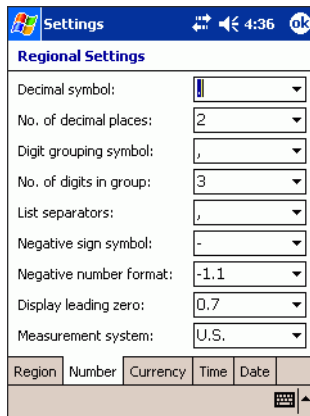 Settings 4:36 ok
Regional Settings
Decimal symbol: .
No. of decimal places: 2
Digit grouping symbol: ,
No. of digits in group: 3
List separators: ,
Negative sign symbol: -
Negative number format: -1.1
Display leading zero: 0.7
Measurement system: U.S.
Region Number Currency Time Date